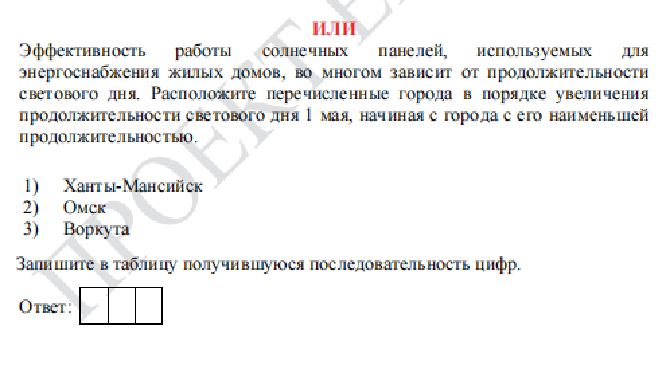 ИЛИ
Эффективность работы солнечных панелей, используемых для
энергоснабжения жилых домов, во многом зависит от продолжительности
светового дня. Расположите перечисленные города в порядке увеличения
продолжительности светового дня 1 мая, начиная с города с его наименьшей
продолжительностью.
1) Ханты-Мансийск
2) Омск
3) Воркута
Запишите в таблицу получившуюся последовательность цифр.
Ответ:
ПРОЕКТ Е